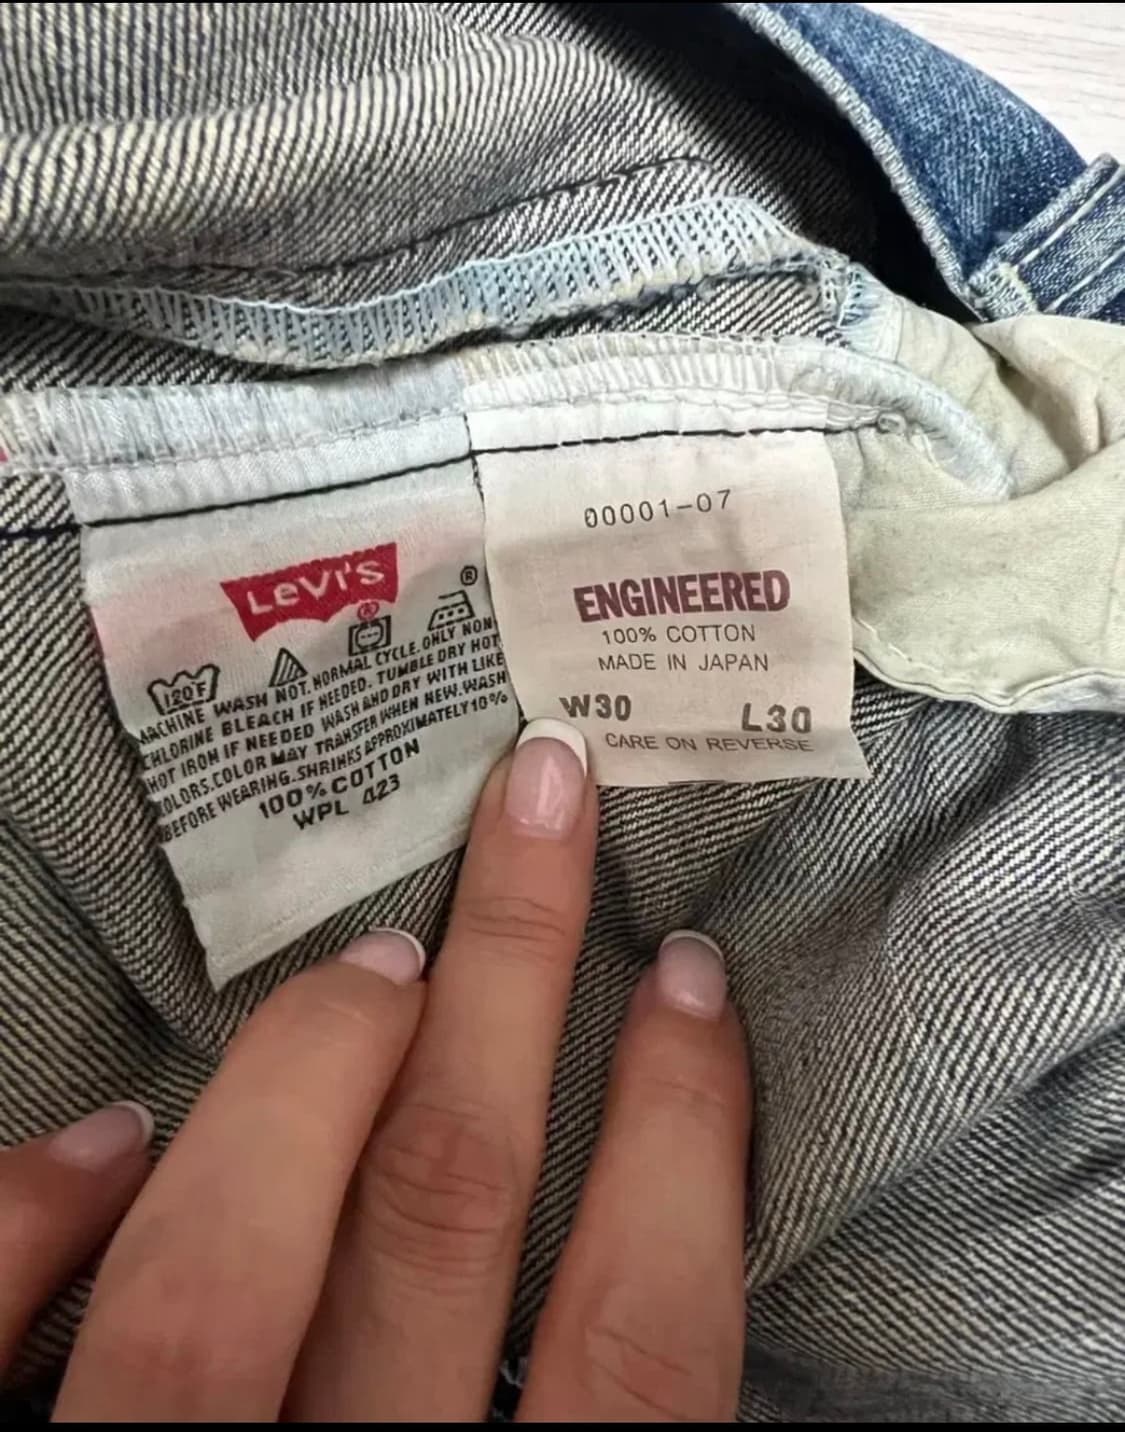 LEVI'S
®
120°F
MACHINE WASH NOT. NORMAL CYCLE. ONLY NON-
CHLORINE BLEACH IF NEEDED. TUMBLE DRY HOT
HOT IRON IF NEEDED WASH AND DRY WITH LIKE
COLORS.COLOR MAY TRANSFER WHEN NEW.WASH
BEFORE WEARING.SHRINKS APPROXIMATELY 10%
100% COTTON
WPL 423
00001-07
ENGINEERED
100% COTTON
MADE IN JAPAN
W30 L30
CARE ON REVERSE